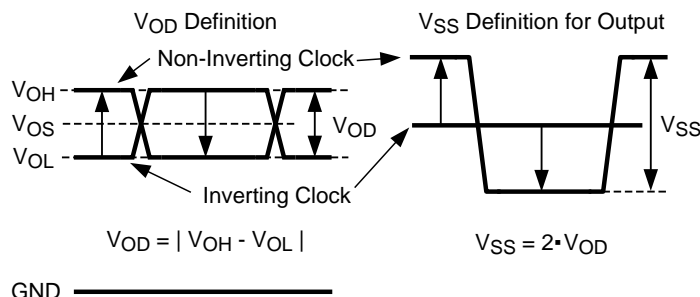 VOD Definition
VSS Definition for Output
Non-Inverting Clock
VOH
VOS
VOL
VOD
VSS
Inverting Clock
VOD = | VOH - VOL |
VSS = 2▪VOD
GND